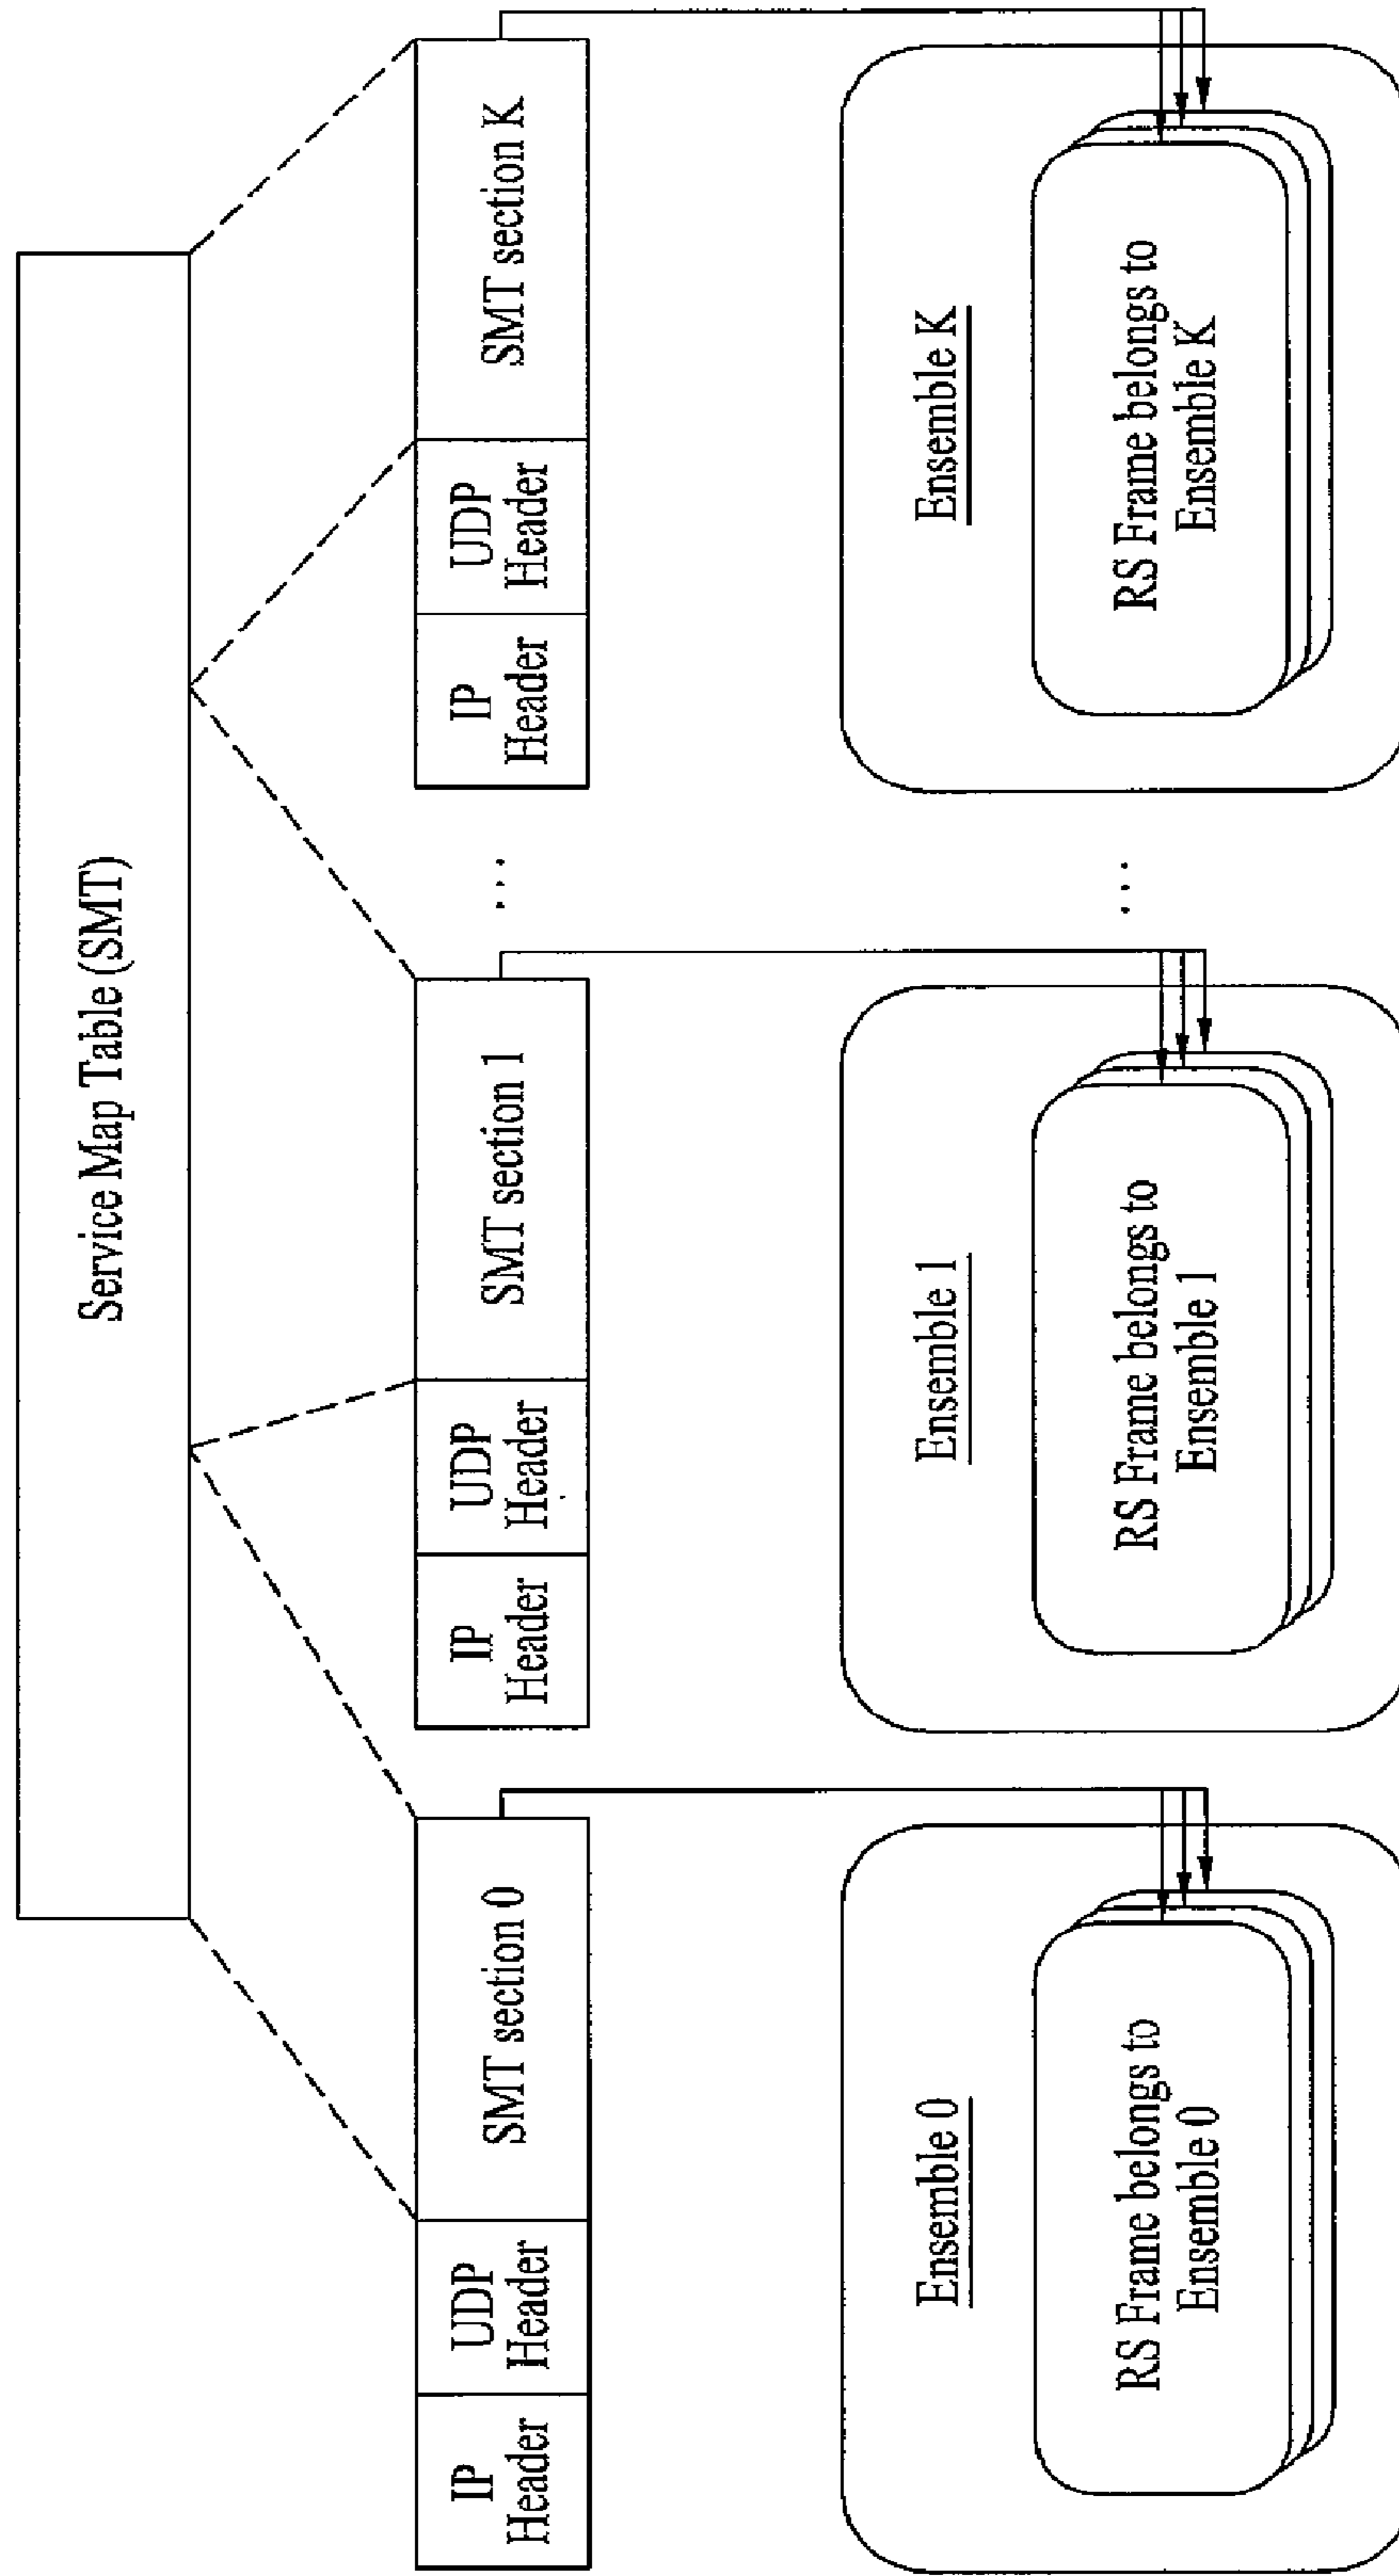 Service Map Table (SMT)
IP
Header
UDP
Header
SMT section 0
IP
Header
UDP
Header
SMT section 1
...
IP
Header
UDP
Header
SMT section K
Ensemble 0
RS Frame belongs to
Ensemble 0
Ensemble 1
RS Frame belongs to
Ensemble 1
...
Ensemble K
RS Frame belongs to
Ensemble K